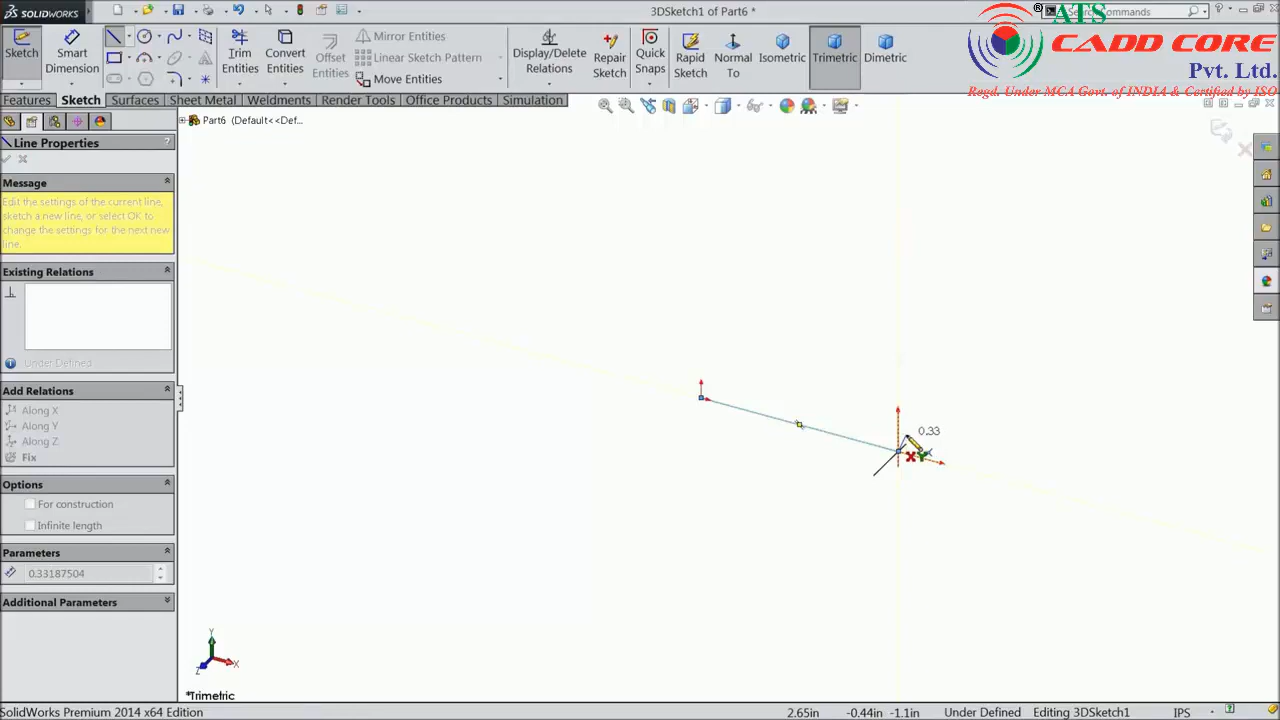 SOLIDWORKS
3DSketch1 of Part6 *
Commands
®
ATS
CADD CORE
Pvt. Ltd.
Regd. Under MCA Govt. of INDIA & Certified by ISO
Sketch
Smart Dimension
Trim Entities
Convert Entities
Offset Entities
Mirror Entities
Linear Sketch Pattern
Move Entities
Display/Delete Relations
Repair Sketch
Quick Snaps
Rapid Sketch
Normal To
Isometric
Trimetric
Dimetric
Features
Sketch
Surfaces
Sheet Metal
Weldments
Render Tools
Office Products
Simulation
Part6 (Default<<Def...
Line Properties
?
Message
Edit the settings of the current line,
sketch a new line, or select OK to
change the settings for the next new
line.
Existing Relations
Under Defined
Add Relations
Along X
Along Y
Along Z
Fix
Options
For construction
Infinite length
Parameters
0.33187504
Additional Parameters
0.33
XY
Y
X
Z
*Trimetric
SolidWorks Premium 2014 x64 Edition
2.65in
-0.44in
-1.1in
Under Defined
Editing 3DSketch1
IPS